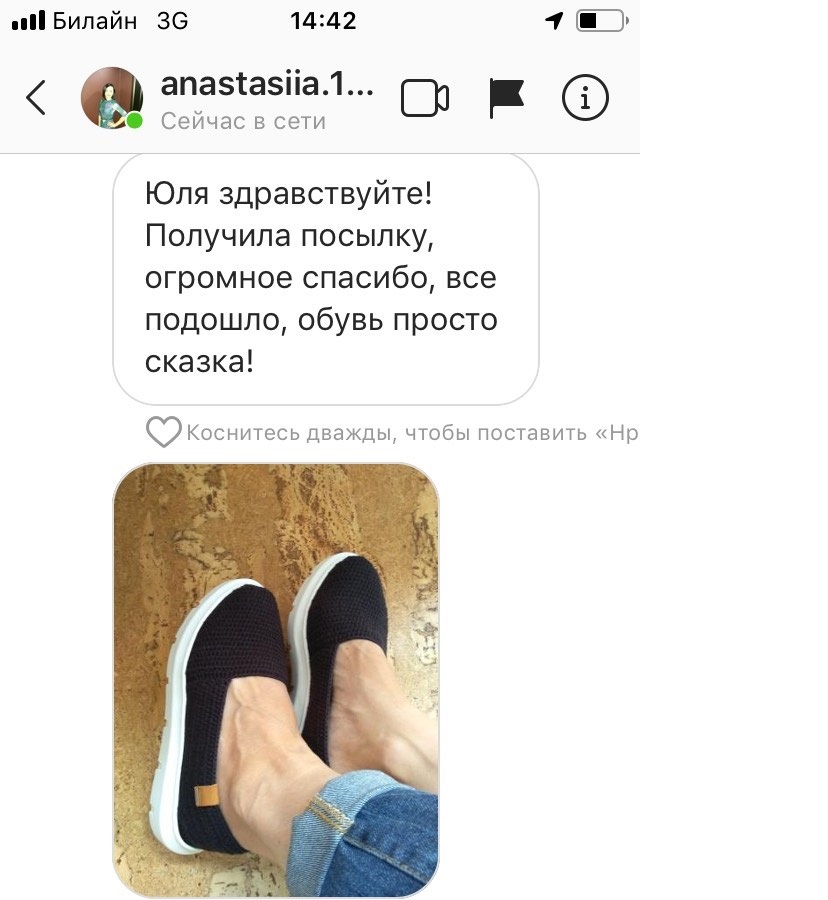 Билайн 3G 14:42
anastasiia.1...
Сейчас в сети
Юля здравствуйте!
Получила посылку,
огромное спасибо, все
подошло, обувь просто
сказка!
Коснитесь дважды, чтобы поставить «Нр